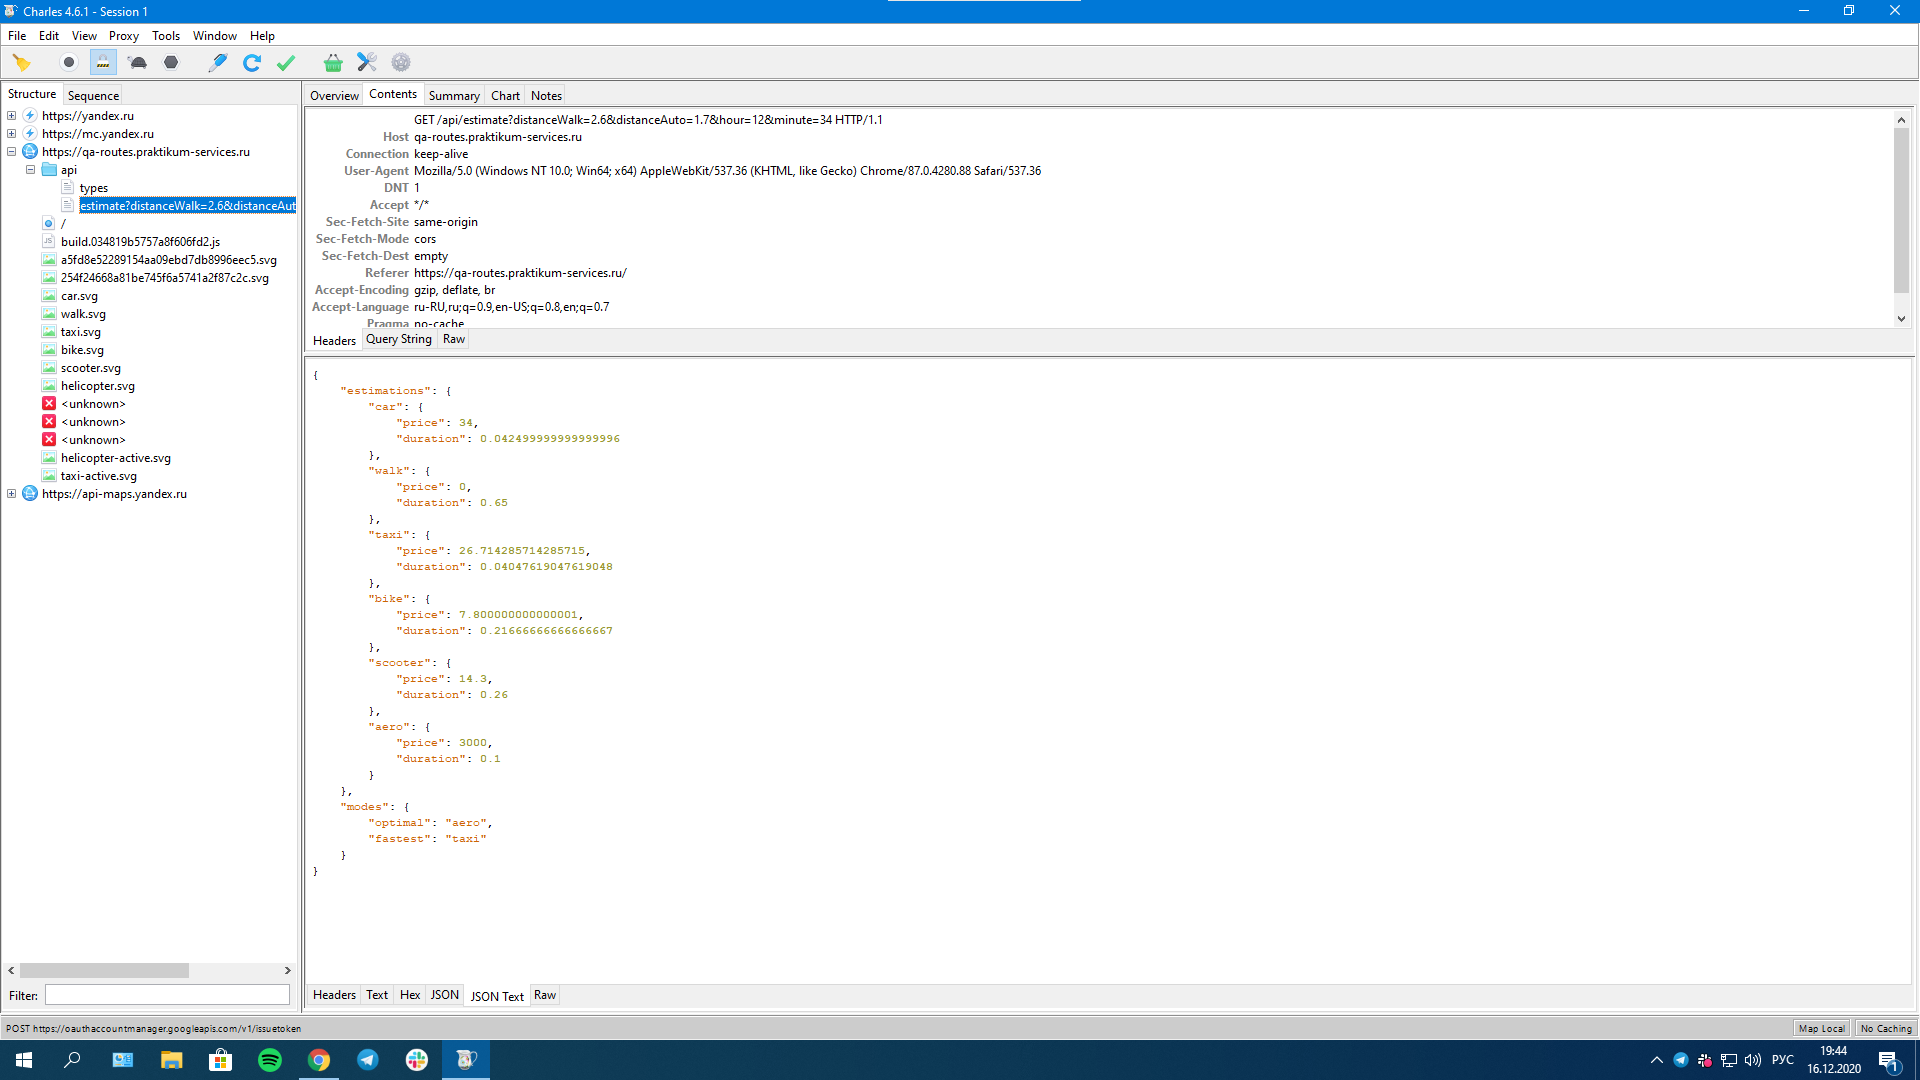 Charles 4.6.1 - Session 1
File Edit View Proxy Tools Window Help
Structure Sequence
https://yandex.ru
https://mc.yandex.ru
https://qa-routes.praktikum-services.ru
api
types
estimate?distanceWalk=2.6&distanceAut
/
build.034819b5757a8f606fd2.js
a5fd8e52289154aa09ebd7db8996eec5.svg
254f24668a81be745f6a5741a2f87c2c.svg
car.svg
walk.svg
taxi.svg
bike.svg
scooter.svg
helicopter.svg
<unknown>
<unknown>
<unknown>
helicopter-active.svg
taxi-active.svg
https://api-maps.yandex.ru
Filter:
Overview Contents Summary Chart Notes
GET /api/estimate?distanceWalk=2.6&distanceAuto=1.7&hour=12&minute=34 HTTP/1.1
Host qa-routes.praktikum-services.ru
Connection keep-alive
User-Agent Mozilla/5.0 (Windows NT 10.0; Win64; x64) AppleWebKit/537.36 (KHTML, like Gecko) Chrome/87.0.4280.88 Safari/537.36
DNT 1
Accept */*
Sec-Fetch-Site same-origin
Sec-Fetch-Mode cors
Sec-Fetch-Dest empty
Referer https://qa-routes.praktikum-services.ru/
Accept-Encoding gzip, deflate, br
Accept-Language ru-RU,ru;q=0.9,en-US;q=0.8,en;q=0.7
Pragma no-cache
Headers Query String Raw
{
"estimations": {
"car": {
"price": 34,
"duration": 0.042499999999999996
},
"walk": {
"price": 0,
"duration": 0.65
},
"taxi": {
"price": 26.714285714285715,
"duration": 0.04047619047619048
},
"bike": {
"price": 7.800000000000001,
"duration": 0.21666666666666667
},
"scooter": {
"price": 14.3,
"duration": 0.26
},
"aero": {
"price": 3000,
"duration": 0.1
}
},
"modes": {
"optimal": "aero",
"fastest": "taxi"
}
}
Headers Text Hex JSON JSON Text Raw
POST https://oauthaccountmanager.googleapis.com/v1/issuetoken
Map Local No Caching
РУС
19:44
16.12.2020
1